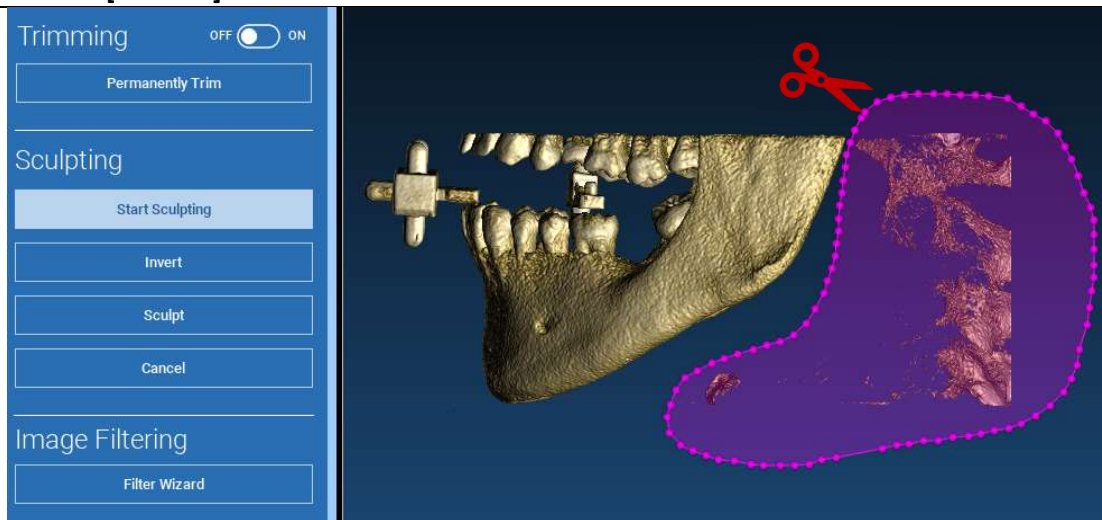 Trimming OFF ON
Permanently Trim
Sculpting
Start Sculpting
Invert
Sculpt
Cancel
Image Filtering
Filter Wizard